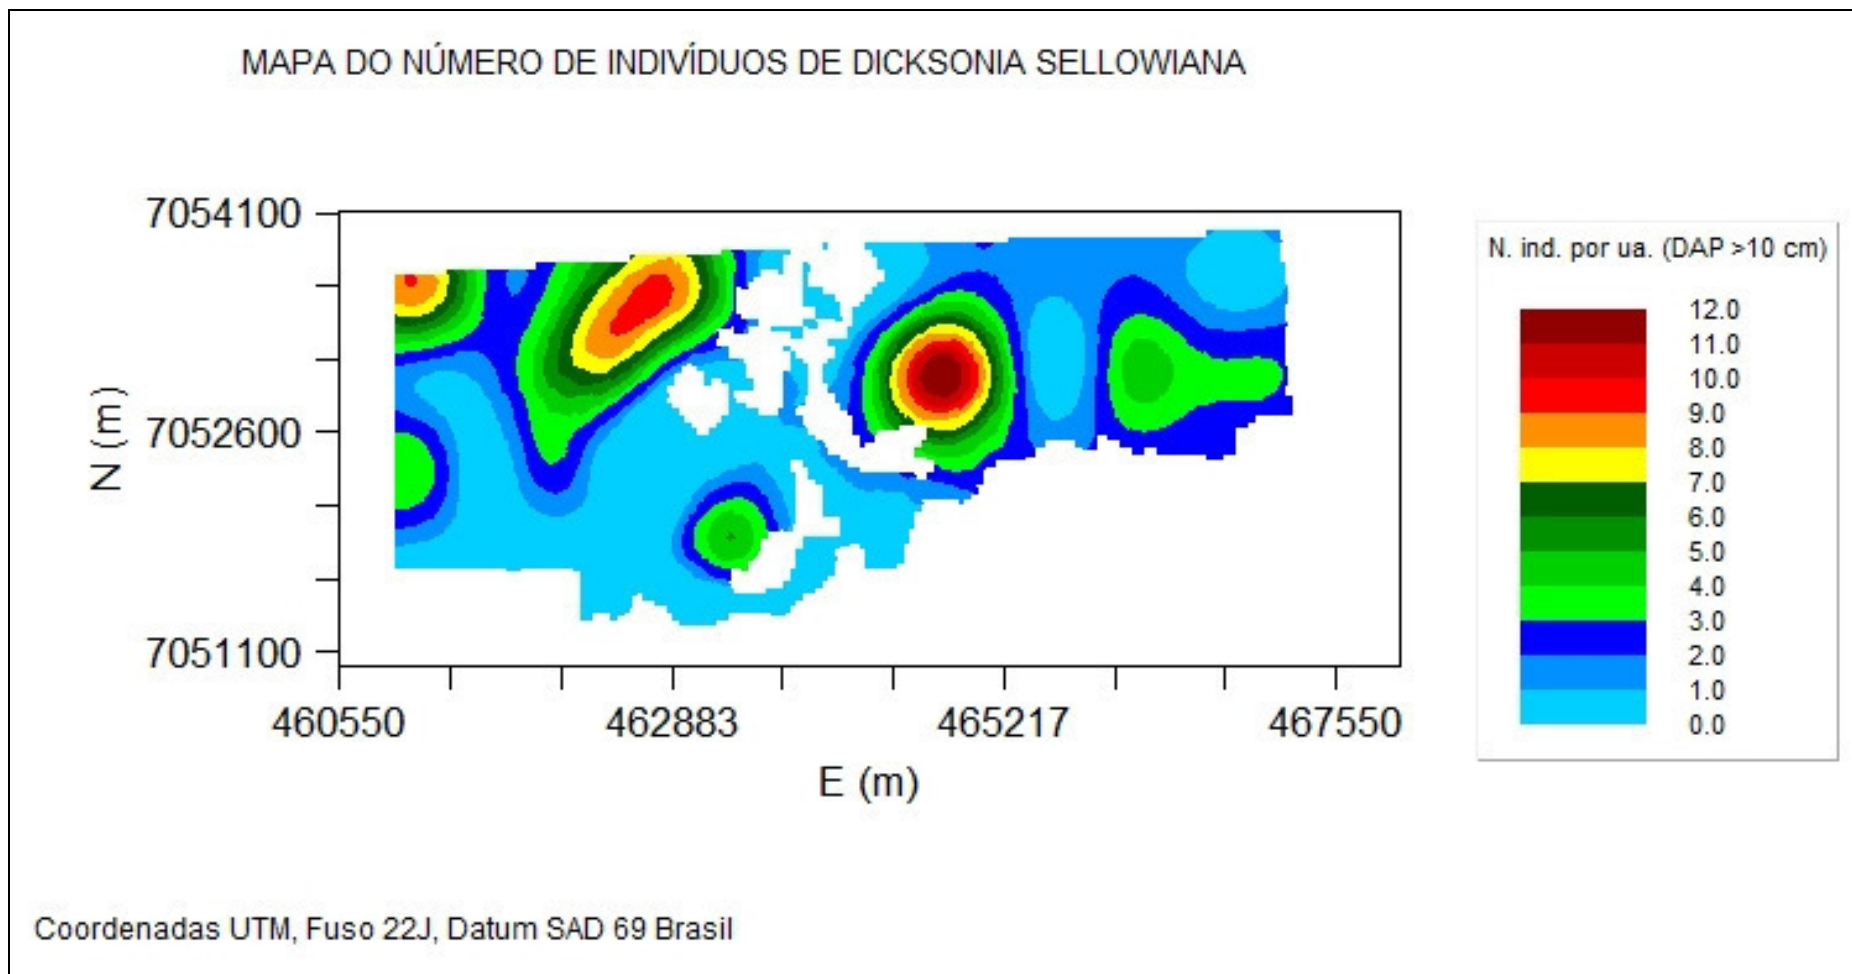 MAPA DO NÚMERO DE INDIVÍDUOS DE DICKSONIA SELLOWIANA
7054100
7052600
7051100
N (m)
460550 462883 465217 467550
E (m)
N. ind. por ua. (DAP >10 cm)
12.0
11.0
10.0
9.0
8.0
7.0
6.0
5.0
4.0
3.0
2.0
1.0
0.0
Coordenadas UTM, Fuso 22J, Datum SAD 69 Brasil